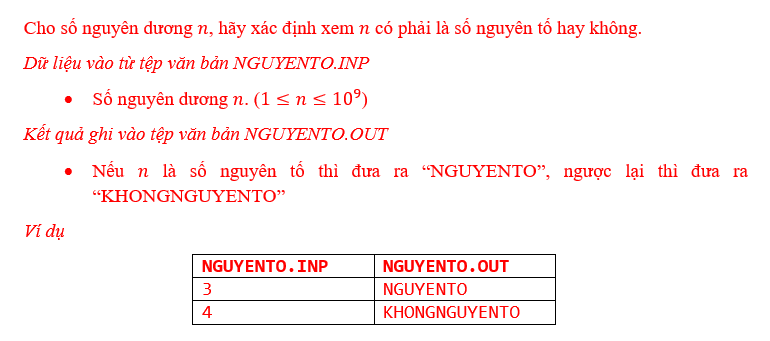 Cho số nguyên dương n, hãy xác định xem n có phải là số nguyên tố hay không.
Dữ liệu vào từ tệp văn bản NGUYENTO.INP
• Số nguyên dương n. (1 ≤ n ≤ 10⁹)
Kết quả ghi vào tệp văn bản NGUYENTO.OUT
• Nếu n là số nguyên tố thì đưa ra “NGUYENTO”, ngược lại thì đưa ra
“KHONGNGUYENTO”
Ví dụ
NGUYENTO.INP NGUYENTO.OUT
3 NGUYENTO
4 KHONGNGUYENTO